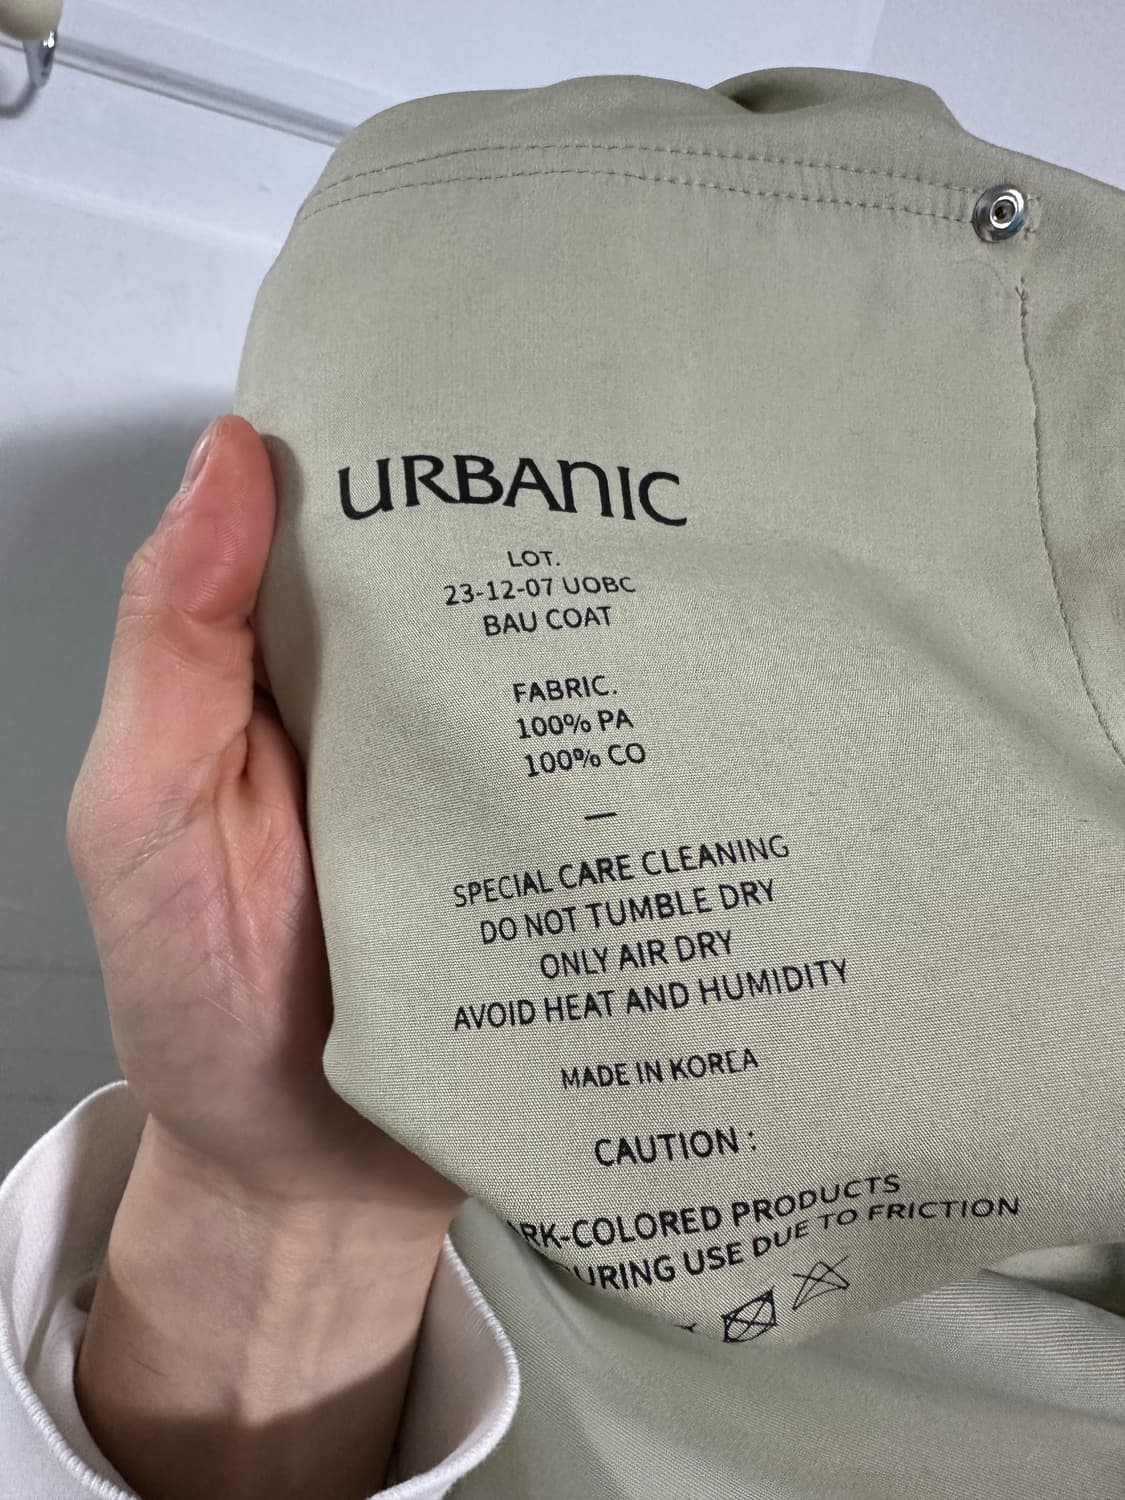 URBANIC
LOT.
23-12-07 UOBC
BAU COAT
FABRIC.
100% PA
100% CO
—
SPECIAL CARE CLEANING
DO NOT TUMBLE DRY
ONLY AIR DRY
AVOID HEAT AND HUMIDITY
MADE IN KOREA
CAUTION :
RK-COLORED PRODUCTS
URING USE DUE TO FRICTION